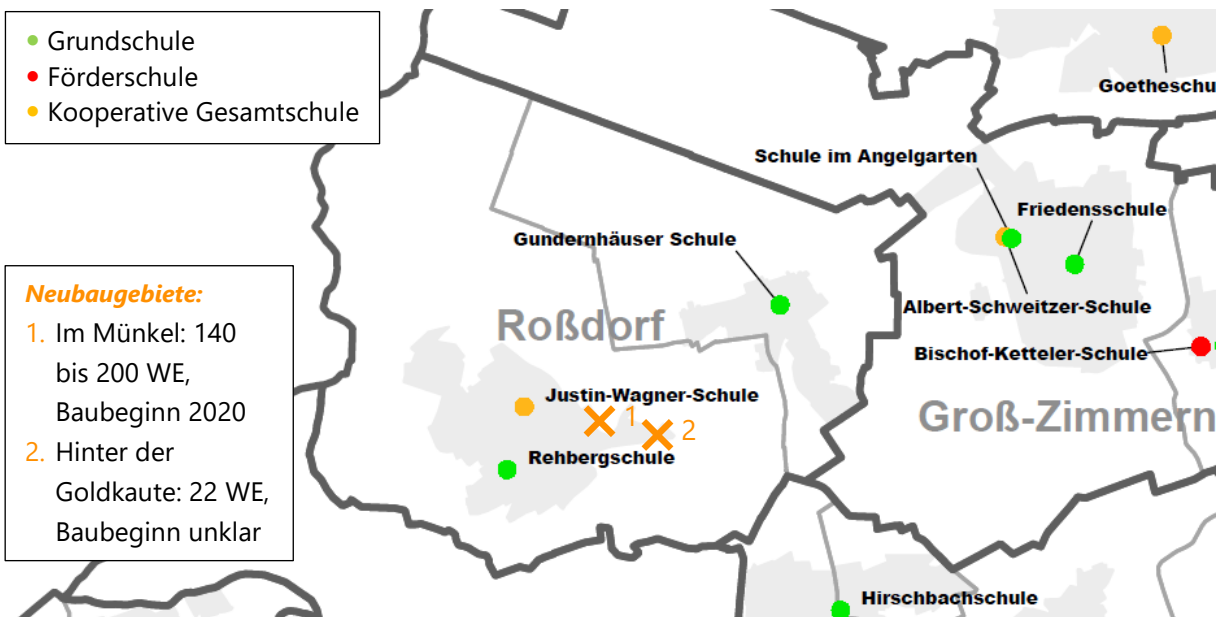 • Grundschule
• Förderschule
• Kooperative Gesamtschule
Neubaugebiete:
1. Im Münkel: 140
bis 200 WE,
Baubeginn 2020
2. Hinter der
Goldkaute: 22 WE,
Baubeginn unklar
Goetheschu
Schule im Angelgarten
Friedensschule
Gundernhäuser Schule
Albert-Schweitzer-Schule
Roßdorf
Bischof-Ketteler-Schule
Justin-Wagner-Schule
Groß-Zimmern
1
2
Rehbergschule
Hirschbachschule